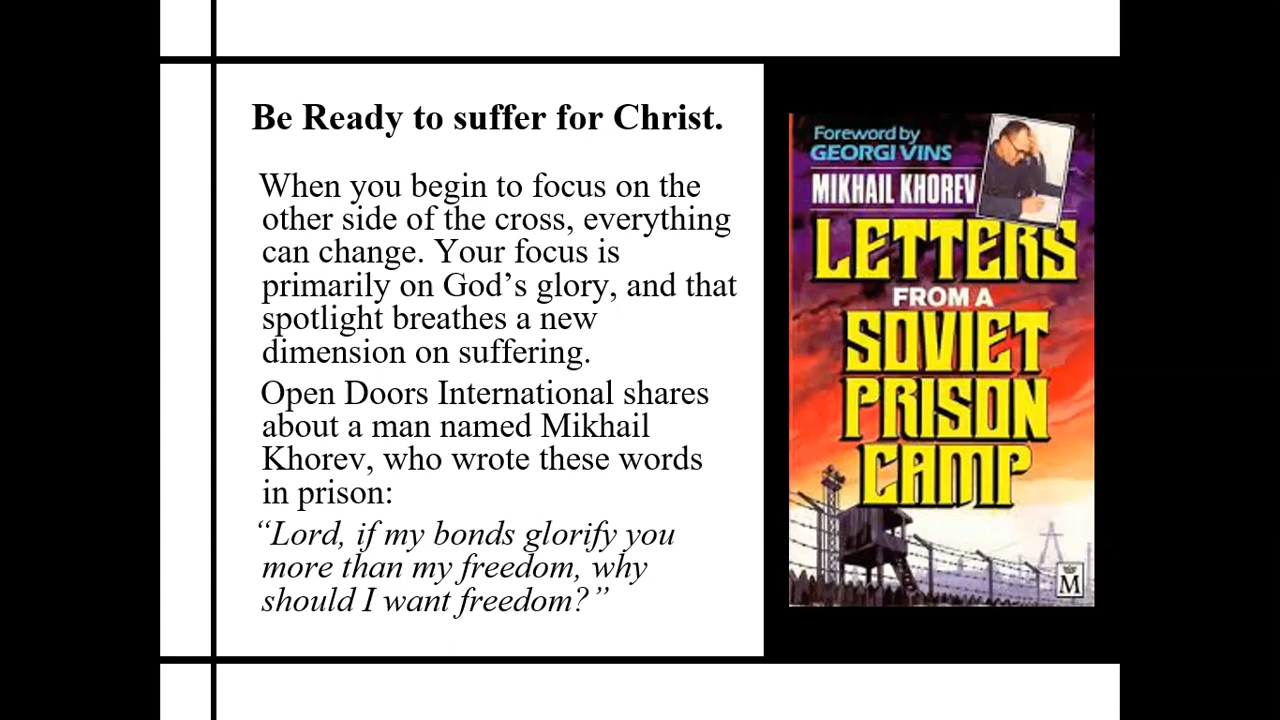 Be Ready to suffer for Christ.
When you begin to focus on the
other side of the cross, everything
can change. Your focus is
primarily on God’s glory, and that
spotlight breathes a new
dimension on suffering.
Open Doors International shares
about a man named Mikhail
Khorev, who wrote these words
in prison:
“Lord, if my bonds glorify you
more than my freedom, why
should I want freedom?”
Foreword by
GEORGI VINS
MIKHAIL KHOREV
LETTERS
FROM A
SOVIET
PRISON
CAMP
M